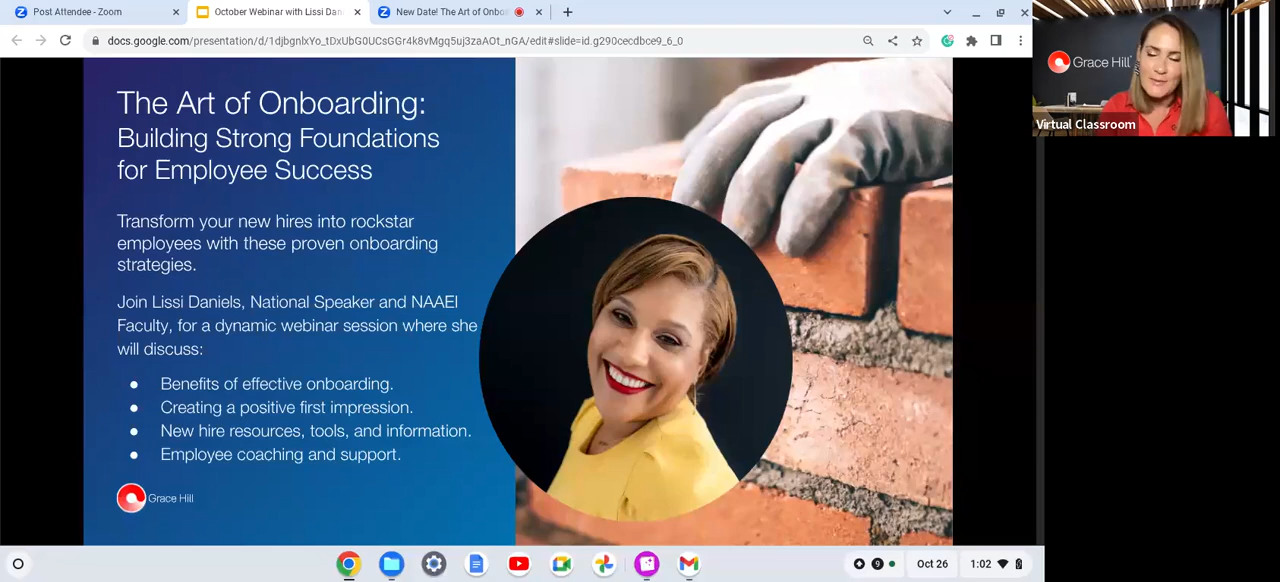 Post Attendee - Zoom
October Webinar with Lissi Dan
New Date! The Art of Onbo
docs.google.com/presentation/d/1djbgnlxYo_tDxUbG0UCsGGr4k8vMgq5uj3zaAOt_nGA/edit#slide=id.g290cecdbce9_6_0
Grace Hill
Virtual Classroom
The Art of Onboarding:
Building Strong Foundations
for Employee Success
Transform your new hires into rockstar
employees with these proven onboarding
strategies.
Join Lissi Daniels, National Speaker and NAAEI
Faculty, for a dynamic webinar session where she
will discuss:
● Benefits of effective onboarding.
● Creating a positive first impression.
● New hire resources, tools, and information.
● Employee coaching and support.
Grace Hill
9
Oct 26
1:02